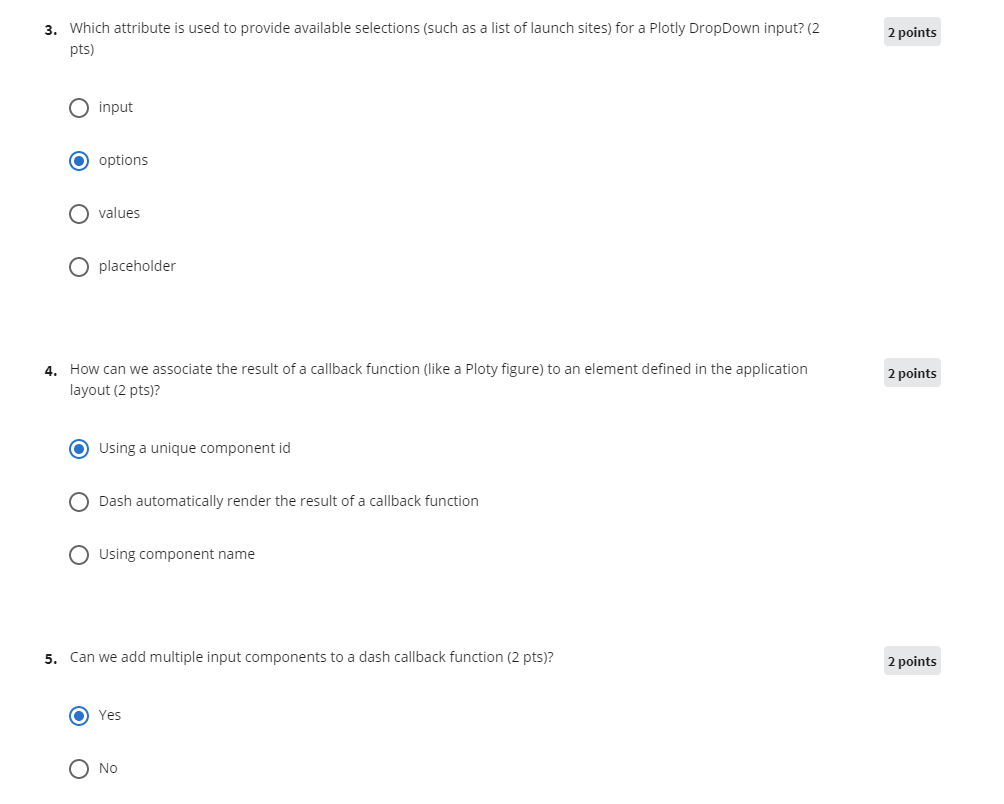 3. Which attribute is used to provide available selections (such as a list of launch sites) for a Plotly DropDown input? (2
pts)
2 points
input
options
values
placeholder
4. How can we associate the result of a callback function (like a Ploty figure) to an element defined in the application
layout (2 pts)?
2 points
Using a unique component id
Dash automatically render the result of a callback function
Using component name
5. Can we add multiple input components to a dash callback function (2 pts)?
2 points
Yes
No